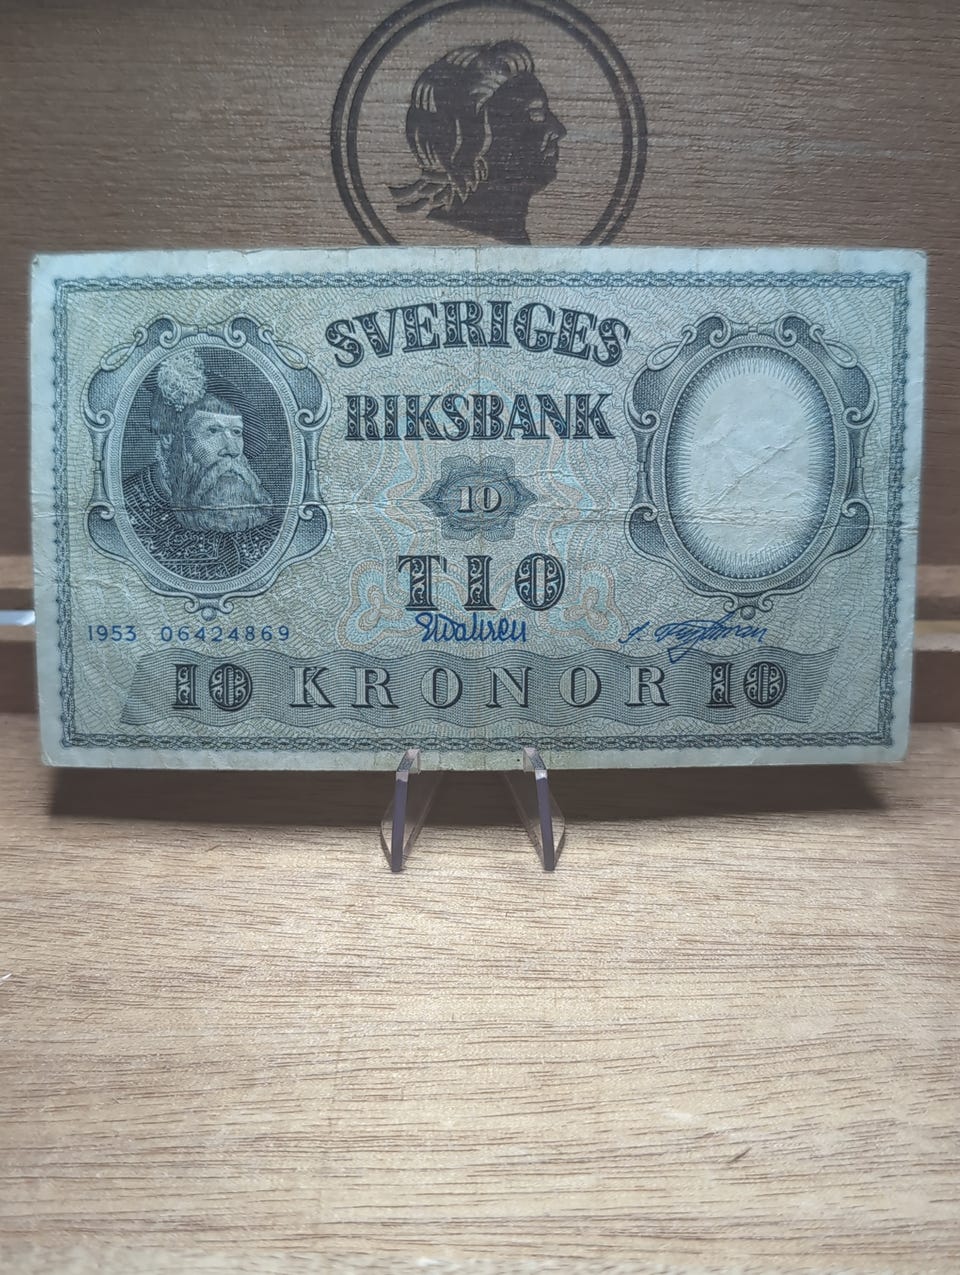 SVERIGES
RIKSBANK
10
TIO
1953 06424869
10 KRONOR 10